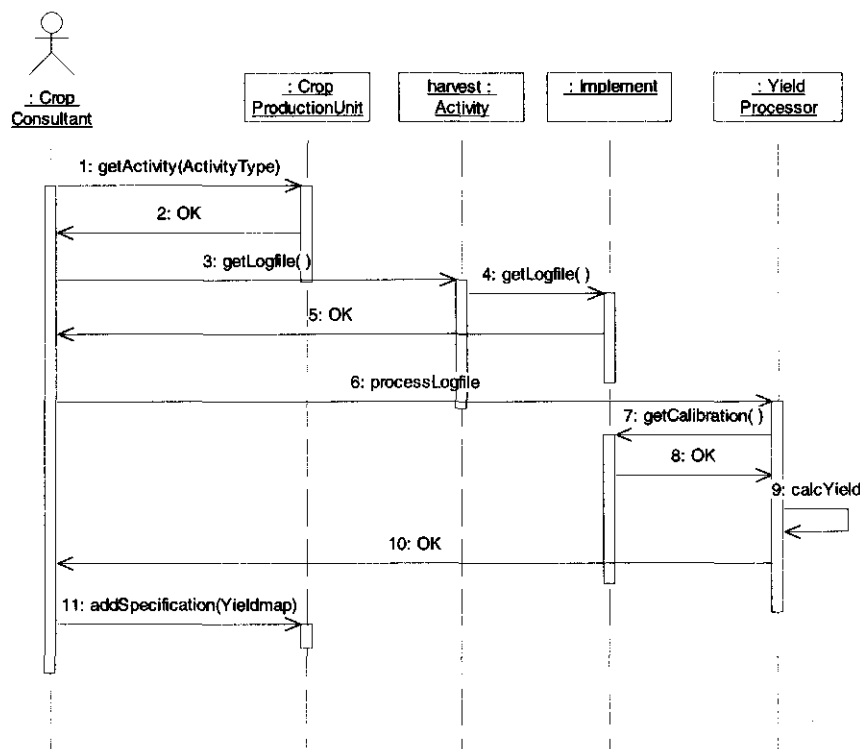 : Crop
Consultant
: Crop
ProductionUnit
harvest :
Activity
: Implement
: Yield
Processor
1: getActivity(ActivityType)
2: OK
3: getLogfile( )
4: getLogfile( )
5: OK
6: processLogfile
7: getCalibration( )
8: OK
9: calcYield
10: OK
11: addSpecification(Yieldmap)